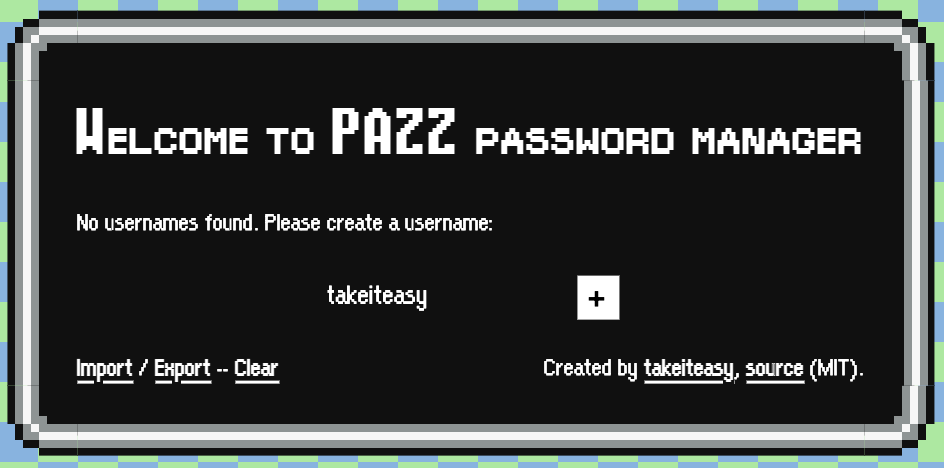 Welcome to PAZZ password manager
No usernames found. Please create a username:
takeiteasy +
Import / Export -- Clear Created by takeiteasy, source (MIT).